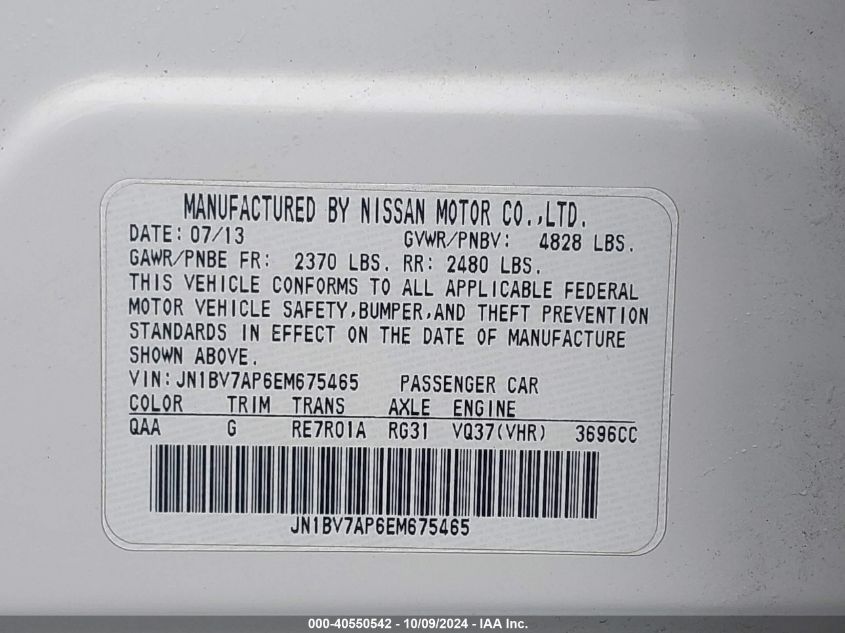 MANUFACTURED BY NISSAN MOTOR CO.,LTD.
DATE: 07/13 GVWR/PNBV: 4828 LBS.
GAWR/PNBE FR: 2370 LBS. RR: 2480 LBS.
THIS VEHICLE CONFORMS TO ALL APPLICABLE FEDERAL
MOTOR VEHICLE SAFETY,BUMPER,AND THEFT PREVENTION
STANDARDS IN EFFECT ON THE DATE OF MANUFACTURE
SHOWN ABOVE.
VIN:JN1BV7AP6EM675465 PASSENGER CAR
COLOR TRIM TRANS AXLE ENGINE
QAA G RE7R01A RG31 VQ37(VHR) 3696CC
JN1BV7AP6EM675465
000-40550542 - 10/09/2024 - IAA Inc.